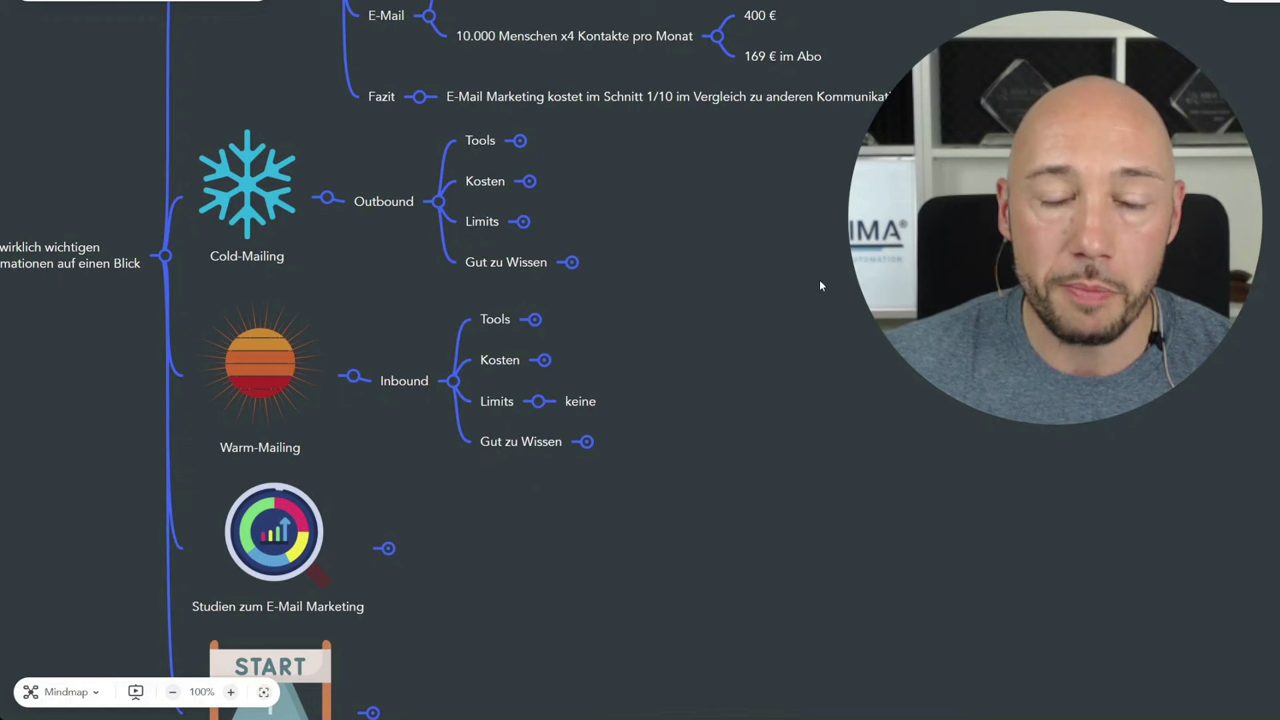 E-Mail
400 €
10.000 Menschen x4 Kontakte pro Monat
169 € im Abo
Fazit
E-Mail Marketing kostet im Schnitt 1/10 im Vergleich zu anderen
wirklich wichtigen
mationen auf einen Blick
Cold-Mailing
Outbound
Tools
Kosten
Limits
Gut zu Wissen
Warm-Mailing
Inbound
Tools
Kosten
Limits
keine
Gut zu Wissen
Studien zum E-Mail Marketing
START
Mindmap
100%
IMA®